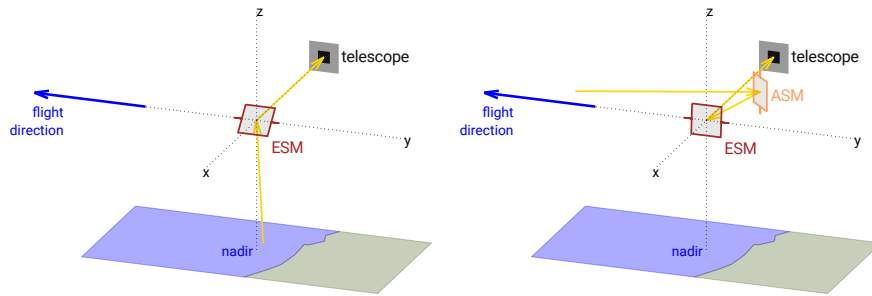 z
telescope
flight
direction
ESM
y
x
nadir
z
telescope
ASM
flight
direction
ESM
y
x
nadir